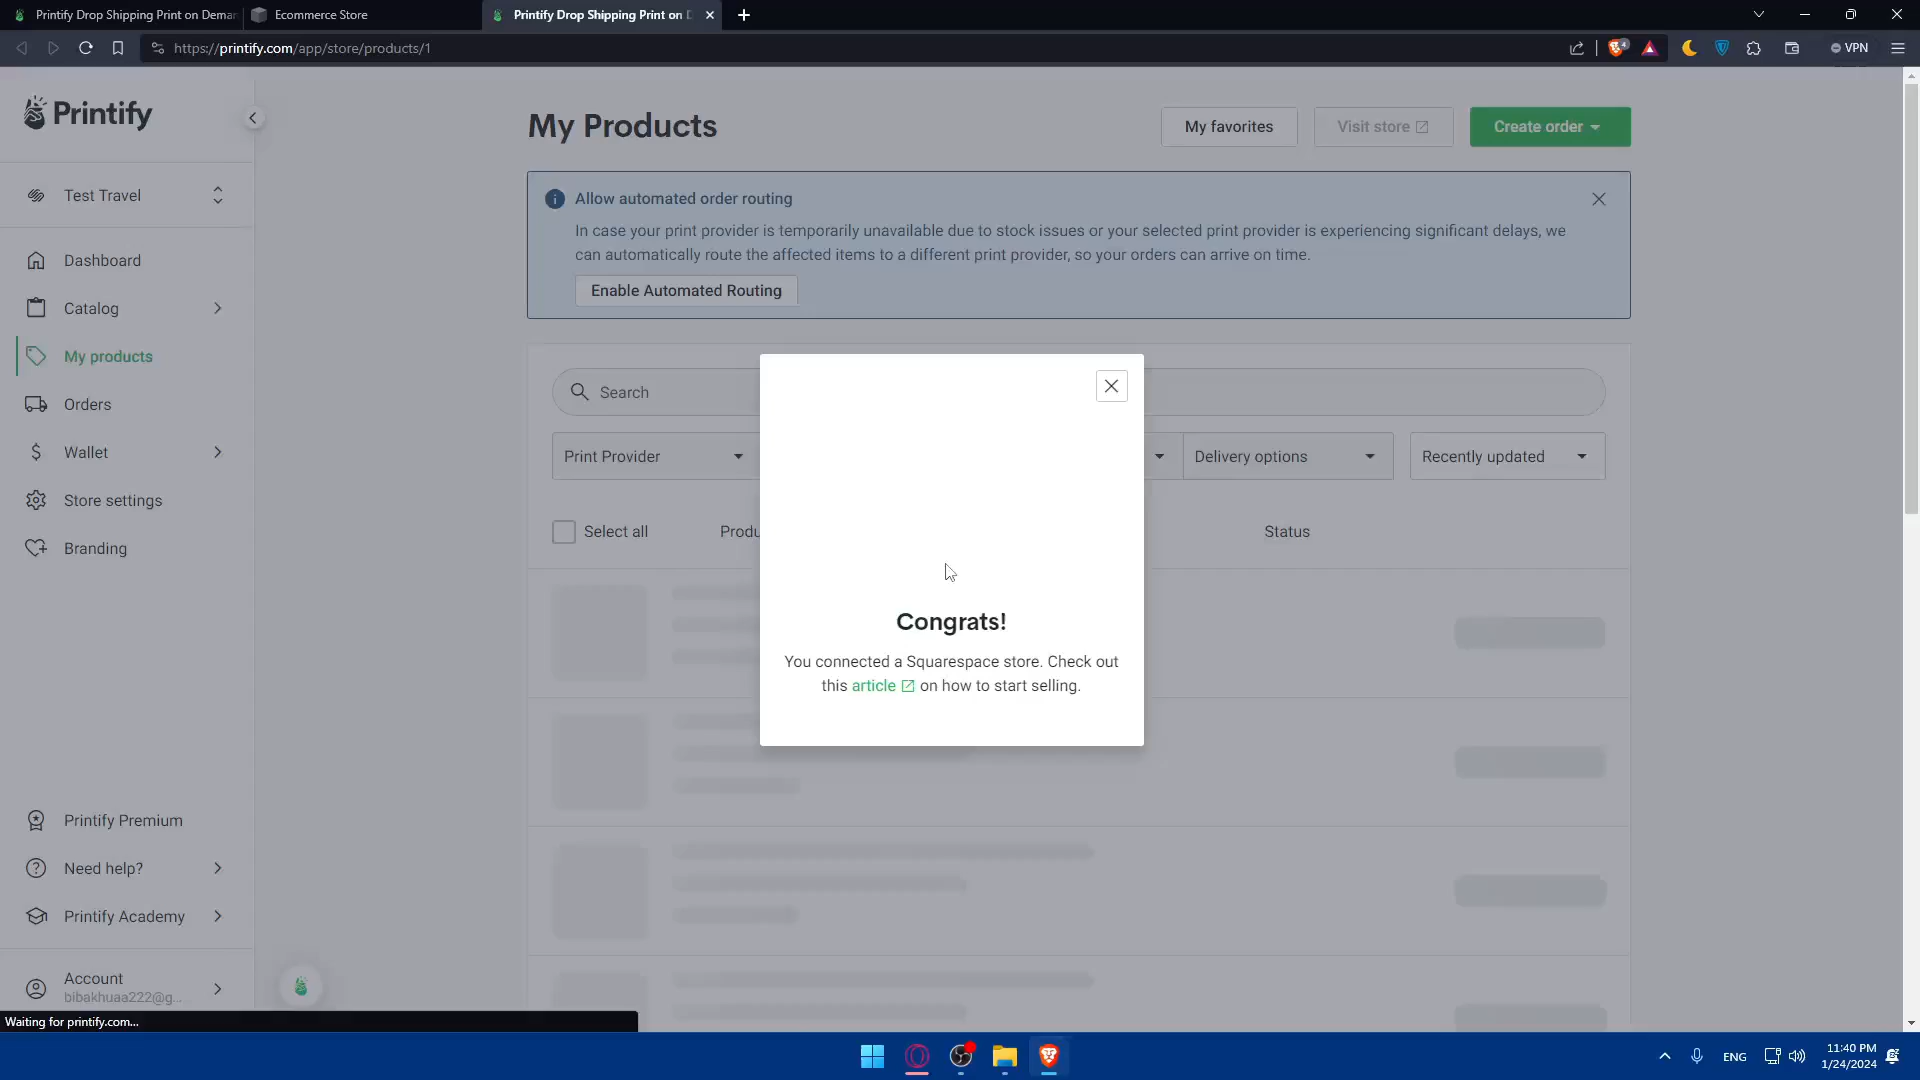 Printify Drop Shipping Print on Deman
Ecommerce Store
Printify Drop Shipping Print on D
https://printify.com/app/store/products/1
4
VPN
Printify
My Products
My favorites
Visit store
Create order
Test Travel
Allow automated order routing
In case your print provider is temporarily unavailable due to stock issues or your selected print provider is experiencing significant delays, we
can automatically route the affected items to a different print provider, so your orders can arrive on time.
Enable Automated Routing
Dashboard
Catalog
My products
Orders
Wallet
Store settings
Branding
Search
Print Provider
Delivery options
Recently updated
Select all
Produ
Status
Congrats!
You connected a Squarespace store. Check out
this article on how to start selling.
Printify Premium
Need help?
Printify Academy
Account
bibakhuaa222@g...
Waiting for printify.com...
ENG
11:40 PM
1/24/2024